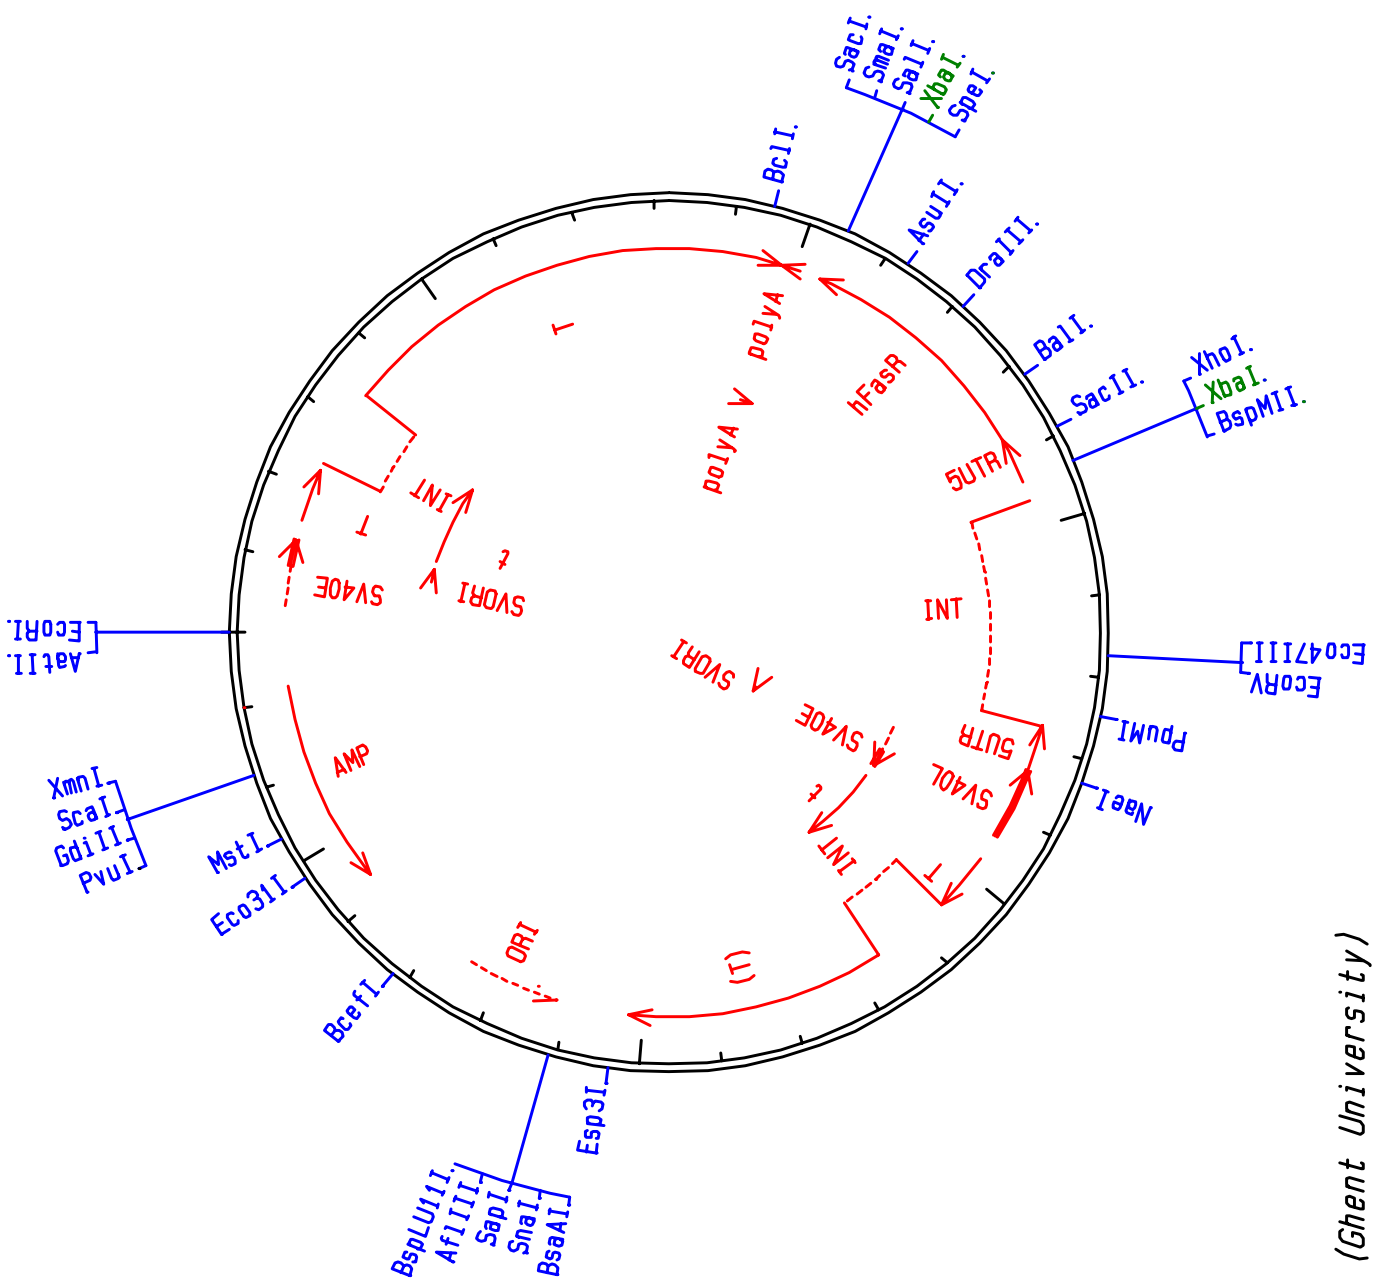 SacI.
SmaI.
SalI.
XbaI.
SpeI.
BclI.
AsuII.
DraIII.
BalI.
SacII.
XhoI.
XbaI.
BspMII.
Eco47III
EcoRV
PpuMI
NaeI
Esp3I.
BsaAI.
SnaI.
SapI.
AflIII.
BspLU11I.
BcefI.
Eco31I.
MstI.
PvuI.
GdiII.
ScaI.
XmnI.
AatII.
EcoRI.
T
polyA
polyA
hFasR
5UTR
INT
5UTR
SV40L
T
INT
t
SV40E
SVORI
(T)
ORI
AMP
SV40E
SVORI
t
INT
T
(Ghent University)